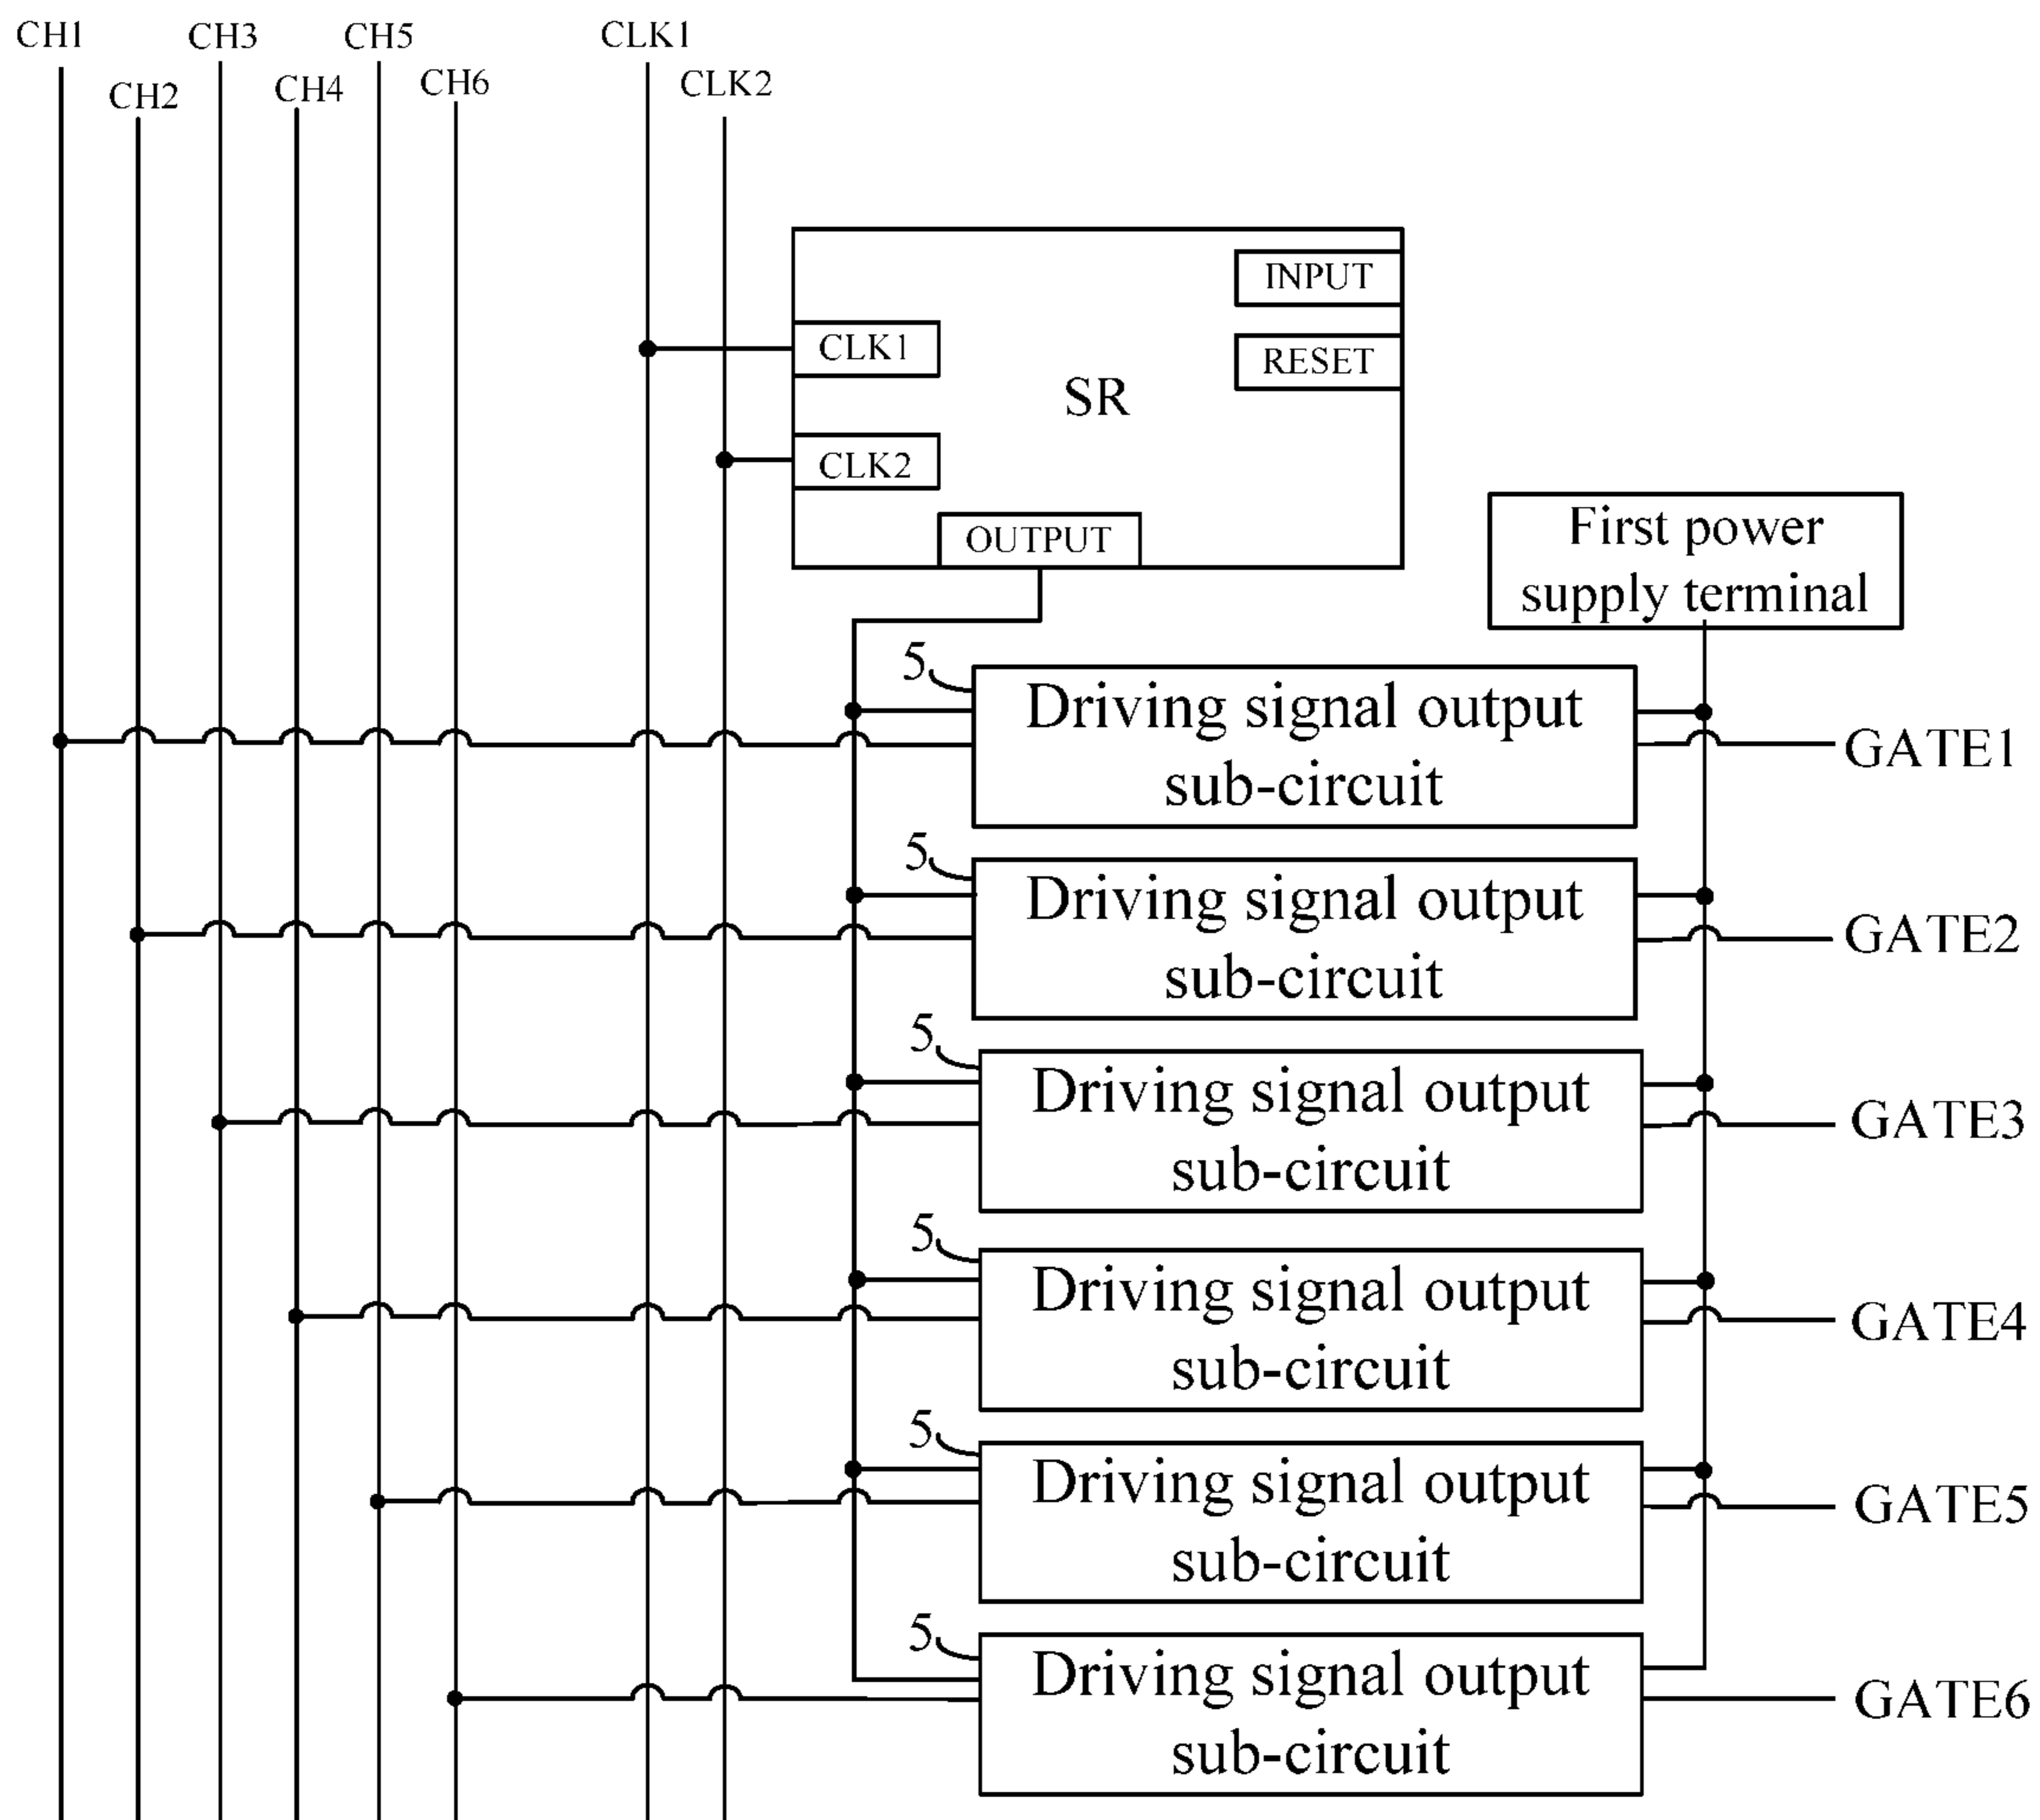 CH1
CH3
CH5
CLK1
CH2
CH4
CH6
CLK2
INPUT
CLK1
RESET
SR
CLK2
OUTPUT
First power
supply terminal
5
Driving signal output
sub-circuit
GATE1
5
Driving signal output
sub-circuit
GATE2
5
Driving signal output
sub-circuit
GATE3
5
Driving signal output
sub-circuit
GATE4
5
Driving signal output
sub-circuit
GATE5
5
Driving signal output
sub-circuit
GATE6